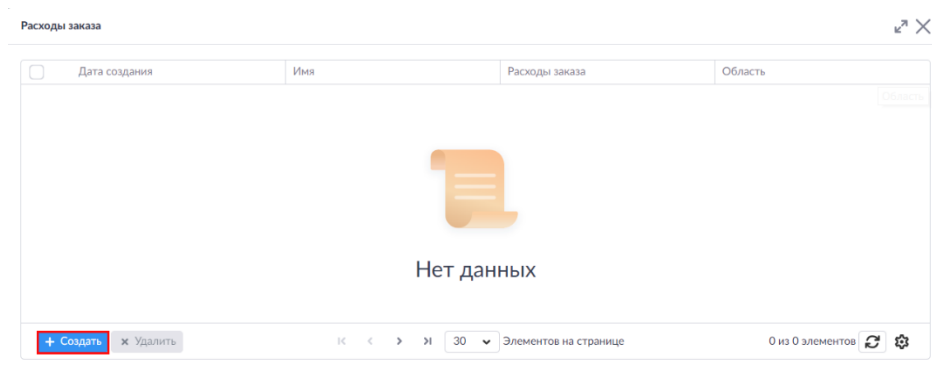 Расходы заказа
Дата создания Имя Расходы заказа Область
Область
Нет данных
+ Создать × Удалить 30 Элементов на странице 0 из 0 элементов